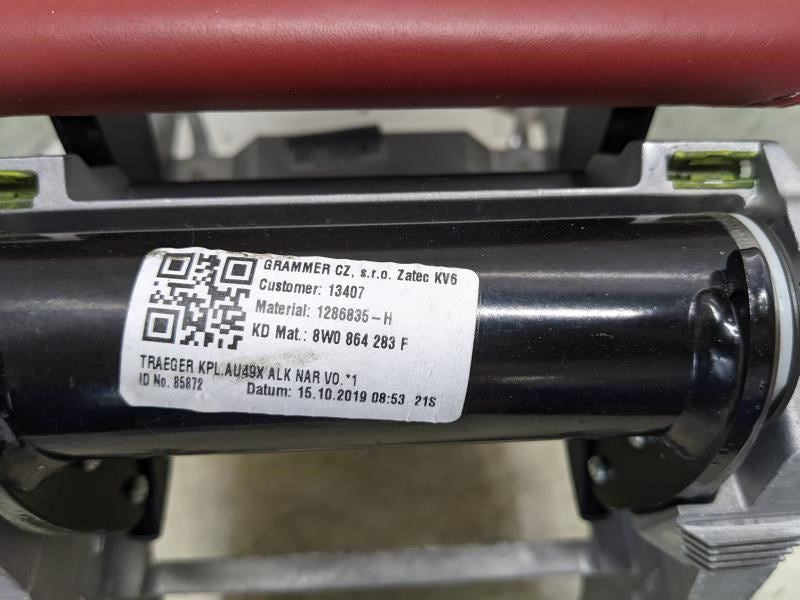 GRAMMER CZ, s.r.o. Zatec KV6
Customer: 13407
Material: 1286835-H
KD Mat.: 8W0 864 283 F
TRAEGER KPL.AU49X ALK NAR VO.*1
ID No. 85872 Datum: 15.10.2019 08:53 21S